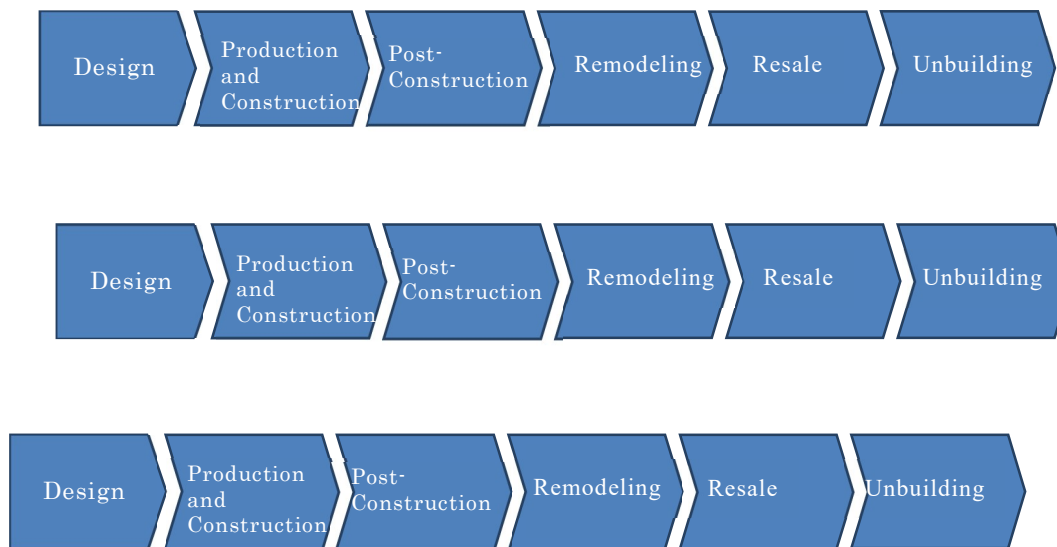 Design
Production
and
Construction
Post-
Construction
Remodeling
Resale
Unbuilding
Design
Production
and
Construction
Post-
Construction
Remodeling
Resale
Unbuilding
Design
Production
and
Construction
Post-
Construction
Remodeling
Resale
Unbuilding